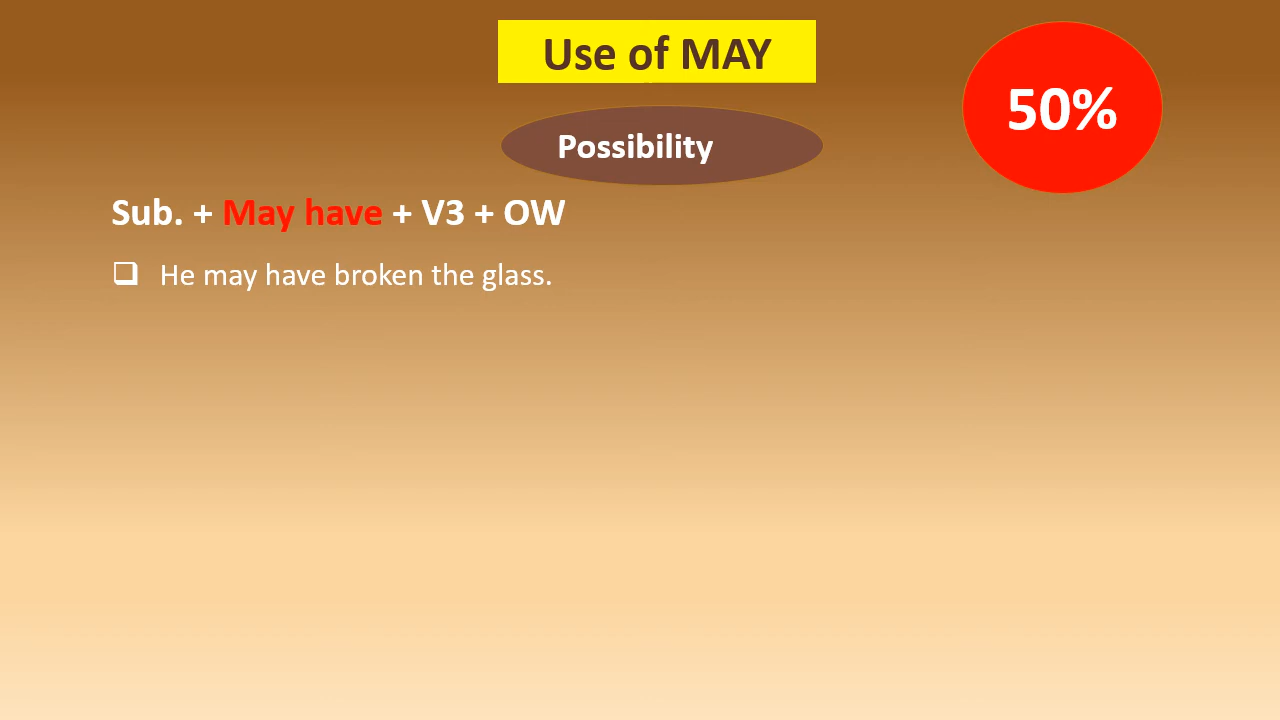 Use of MAY
50%
Possibility
Sub. + May have + V3 + OW
❑ He may have broken the glass.